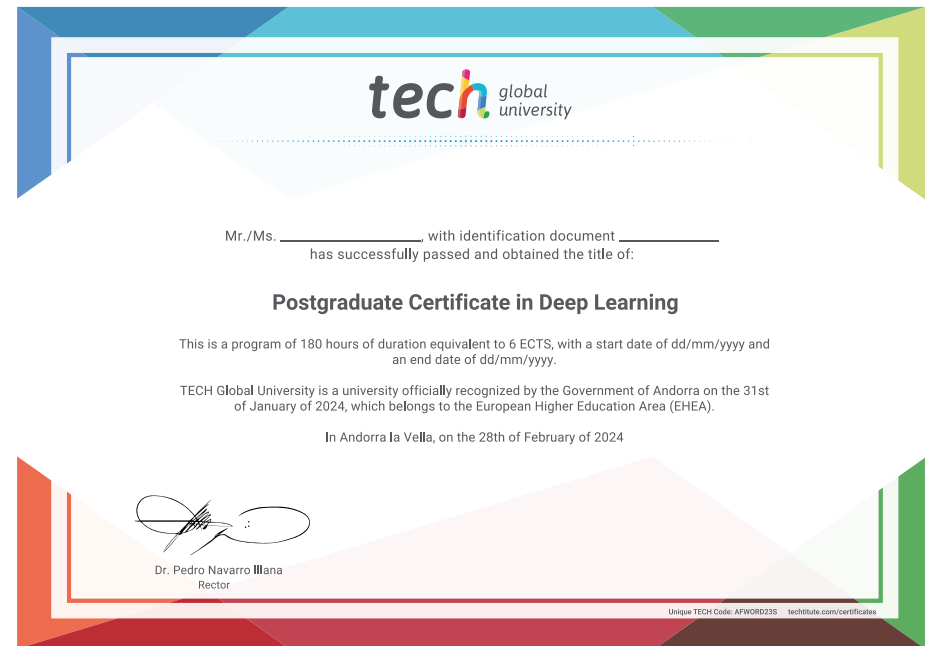 tech global university
Mr./Ms. ____________________, with identification document ______________
has successfully passed and obtained the title of:
Postgraduate Certificate in Deep Learning
This is a program of 180 hours of duration equivalent to 6 ECTS, with a start date of dd/mm/yyyy and
an end date of dd/mm/yyyy.
TECH Global University is a university officially recognized by the Government of Andorra on the 31st
of January of 2024, which belongs to the European Higher Education Area (EHEA).
In Andorra la Vella, on the 28th of February of 2024
Dr. Pedro Navarro Illana
Rector
Unique TECH Code: AFWORD23S techtitute.com/certificates